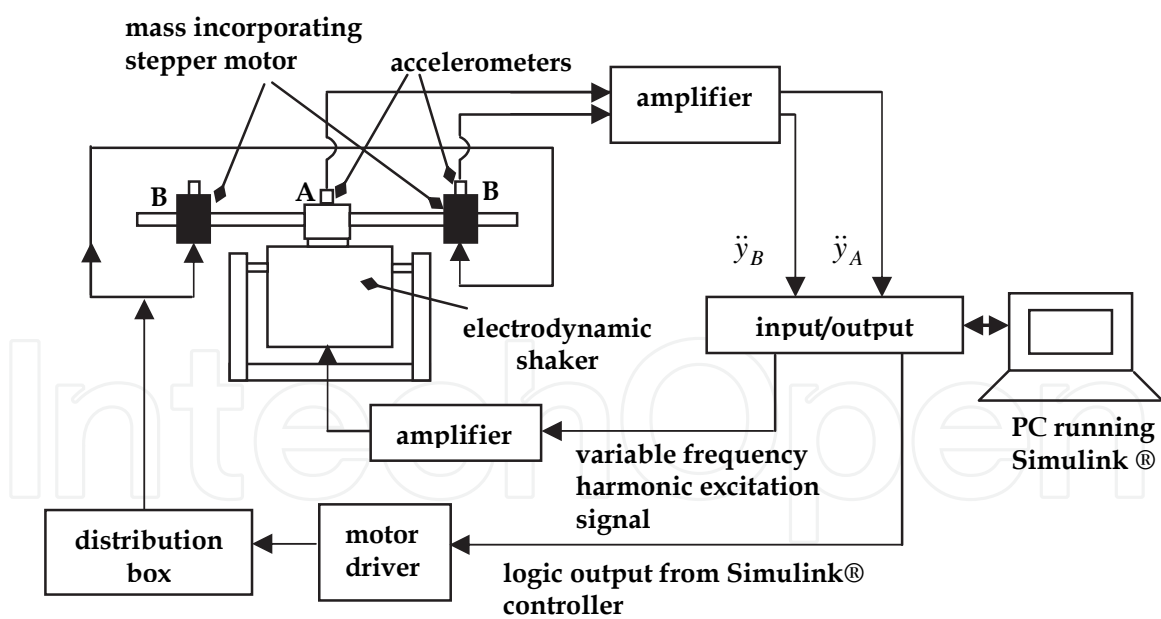 mass incorporating
stepper motor
accelerometers
amplifier
B
A
B
ÿ_B
ÿ_A
electrodynamic
shaker
input/output
amplifier
variable frequency
harmonic excitation
signal
PC running
Simulink ®
distribution
box
motor
driver
logic output from Simulink®
controller
IntechOpen